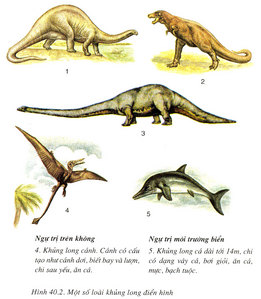 1
2
3
4
5
Ngự trị trên không
4. Khủng long cánh. Cánh có cấu
tạo như cánh dơi, biết bay và lượn,
chi sau yếu, ăn cá.
Ngự trị môi trường biển
5. Khủng long cá dài tới 14m, chi
có dạng vây cá, bơi giỏi, ăn cá,
mực, bạch tuộc.
Hình 40.2. Một số loài khủng long điển hình